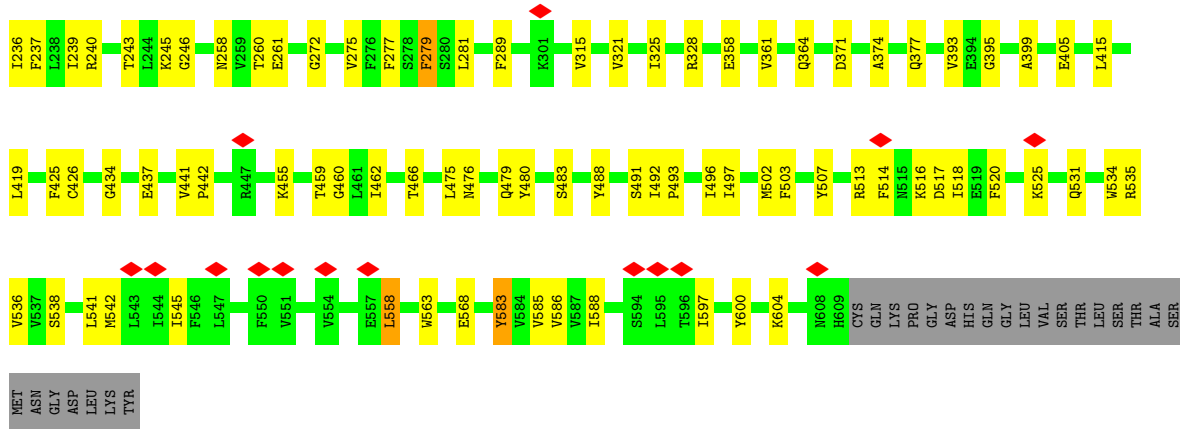 I236 F237 L238 I239 R240 T243 L244 K245 G246 N258 V259 T260 E261 G272 V275 F276 F277 S278 F279 S280 L281 F289 K301 V315 V321 I325 R328 E358 V361 Q364 D371 A374 Q377 V393 E394 G395 A399 E405 L415
L419 F425 C426 G434 E437 V441 P442 R447 K455 T459 G460 L461 I462 T466 L475 N476 Q479 Y480 S483 Y488 S491 I492 P493 I496 I497 M502 F503 Y507 R513 F514 N515 K516 D517 I518 E519 F520 K525 Q531 W534 R535
V536 V537 S538 L541 M542 L543 I544 I545 F546 L547 F550 V551 V554 E557 L558 W563 E568 Y583 V584 V585 V586 V587 I588 S594 L595 T596 I597 Y600 K604 N608 H609 CYS GLN LYS PRO GLY ASP HIS GLN GLY LEU VAL SER THR LEU SER THR ALA SER
MET ASN GLY ASP LEU LYS TYR